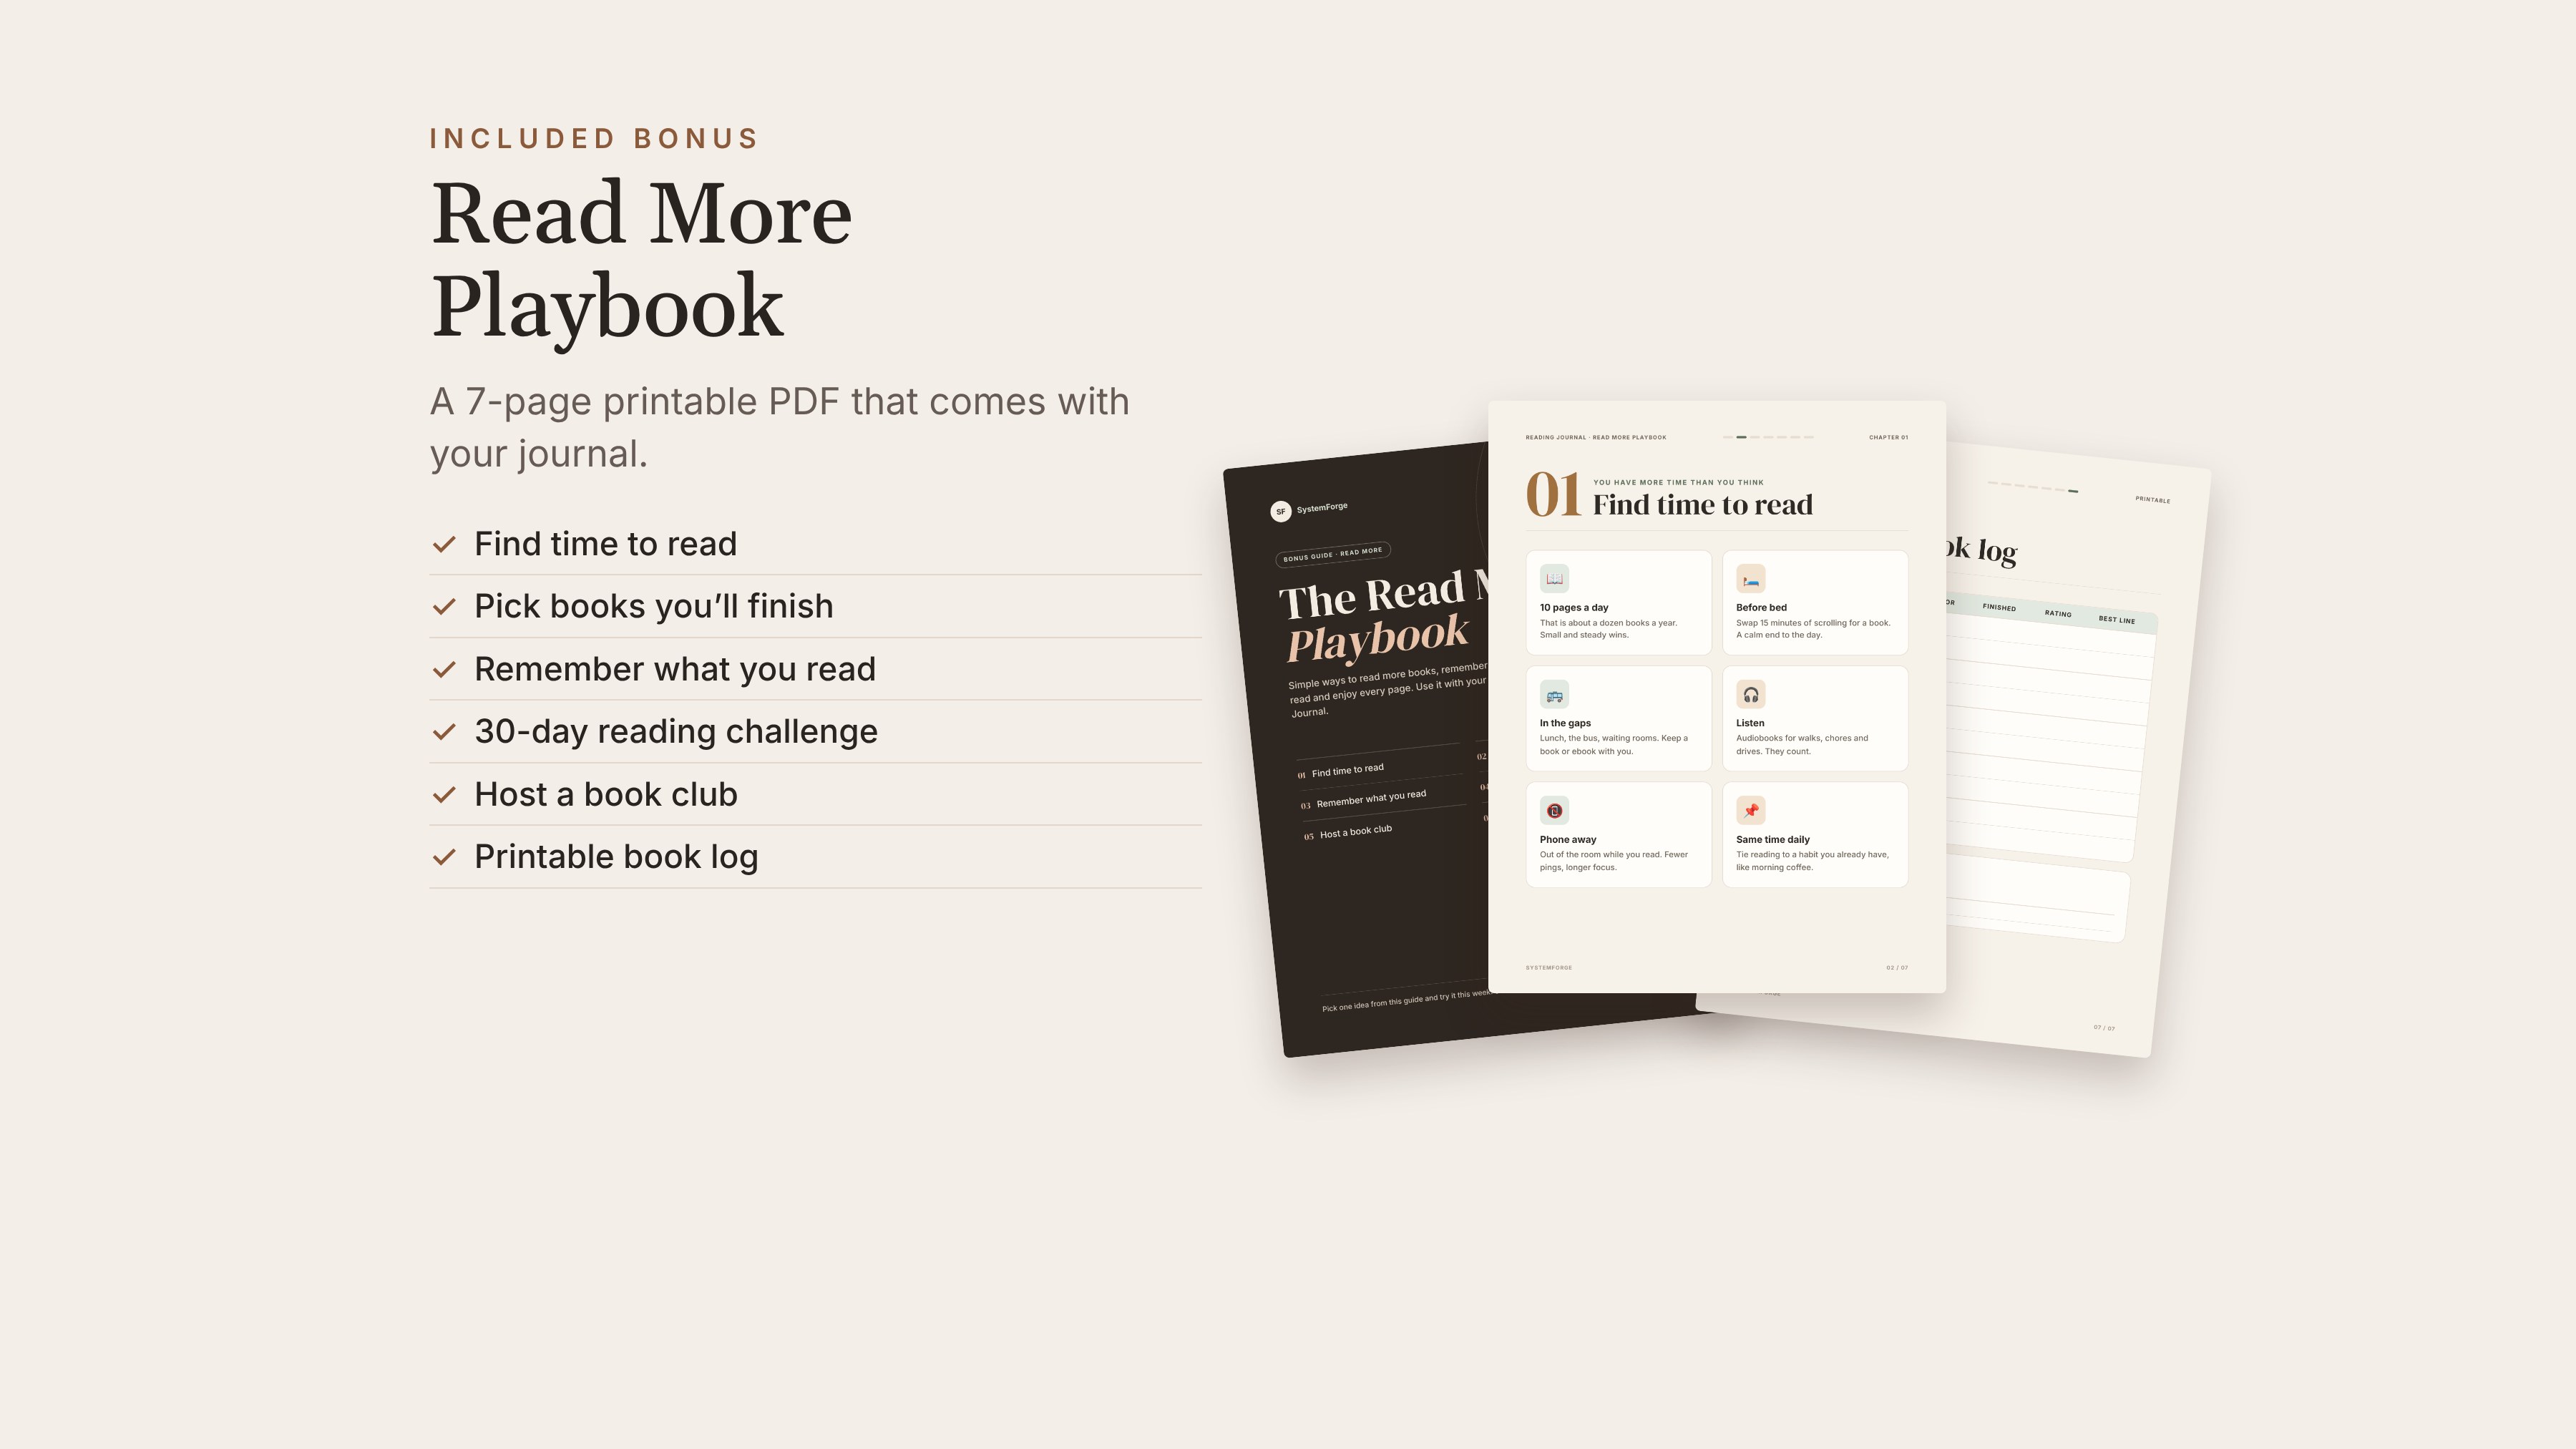 INCLUDED BONUS
Read More
Playbook
A 7-page printable PDF that comes with
your journal.
Find time to read
Pick books you’ll finish
Remember what you read
30-day reading challenge
Host a book club
Printable book log
SF SystemForge
BONUS GUIDE · READ MORE
The Read
Playbook
Simple ways to read more books, remember
read and enjoy every page. Use it with your
Journal.
01 Find time to read
02
03 Remember what you read
05 Host a book club
Pick one idea from this guide and try it this week.
READING JOURNAL · READ MORE PLAYBOOK
CHAPTER 01
01
YOU HAVE MORE TIME THAN YOU THINK
Find time to read
10 pages a day
That is about a dozen books a year.
Small and steady wins.
Before bed
Swap 15 minutes of scrolling for a book.
A calm end to the day.
In the gaps
Lunch, the bus, waiting rooms. Keep a
book or ebook with you.
Listen
Audiobooks for walks, chores and
drives. They count.
Phone away
Out of the room while you read. Fewer
pings, longer focus.
Same time daily
Tie reading to a habit you already have,
like morning coffee.
SYSTEMFORGE
02 / 07
PRINTABLE
ok log
OR FINISHED RATING BEST LINE
07 / 07